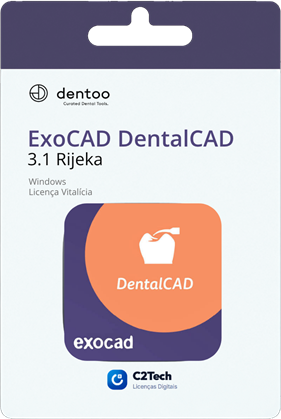 dentoo
Curated Dental Tools.
ExoCAD DentalCAD
3.1 Rijeka
Windows
Licença Vitalícia
DentalCAD
exocad
C2Tech
Licenças Digitais